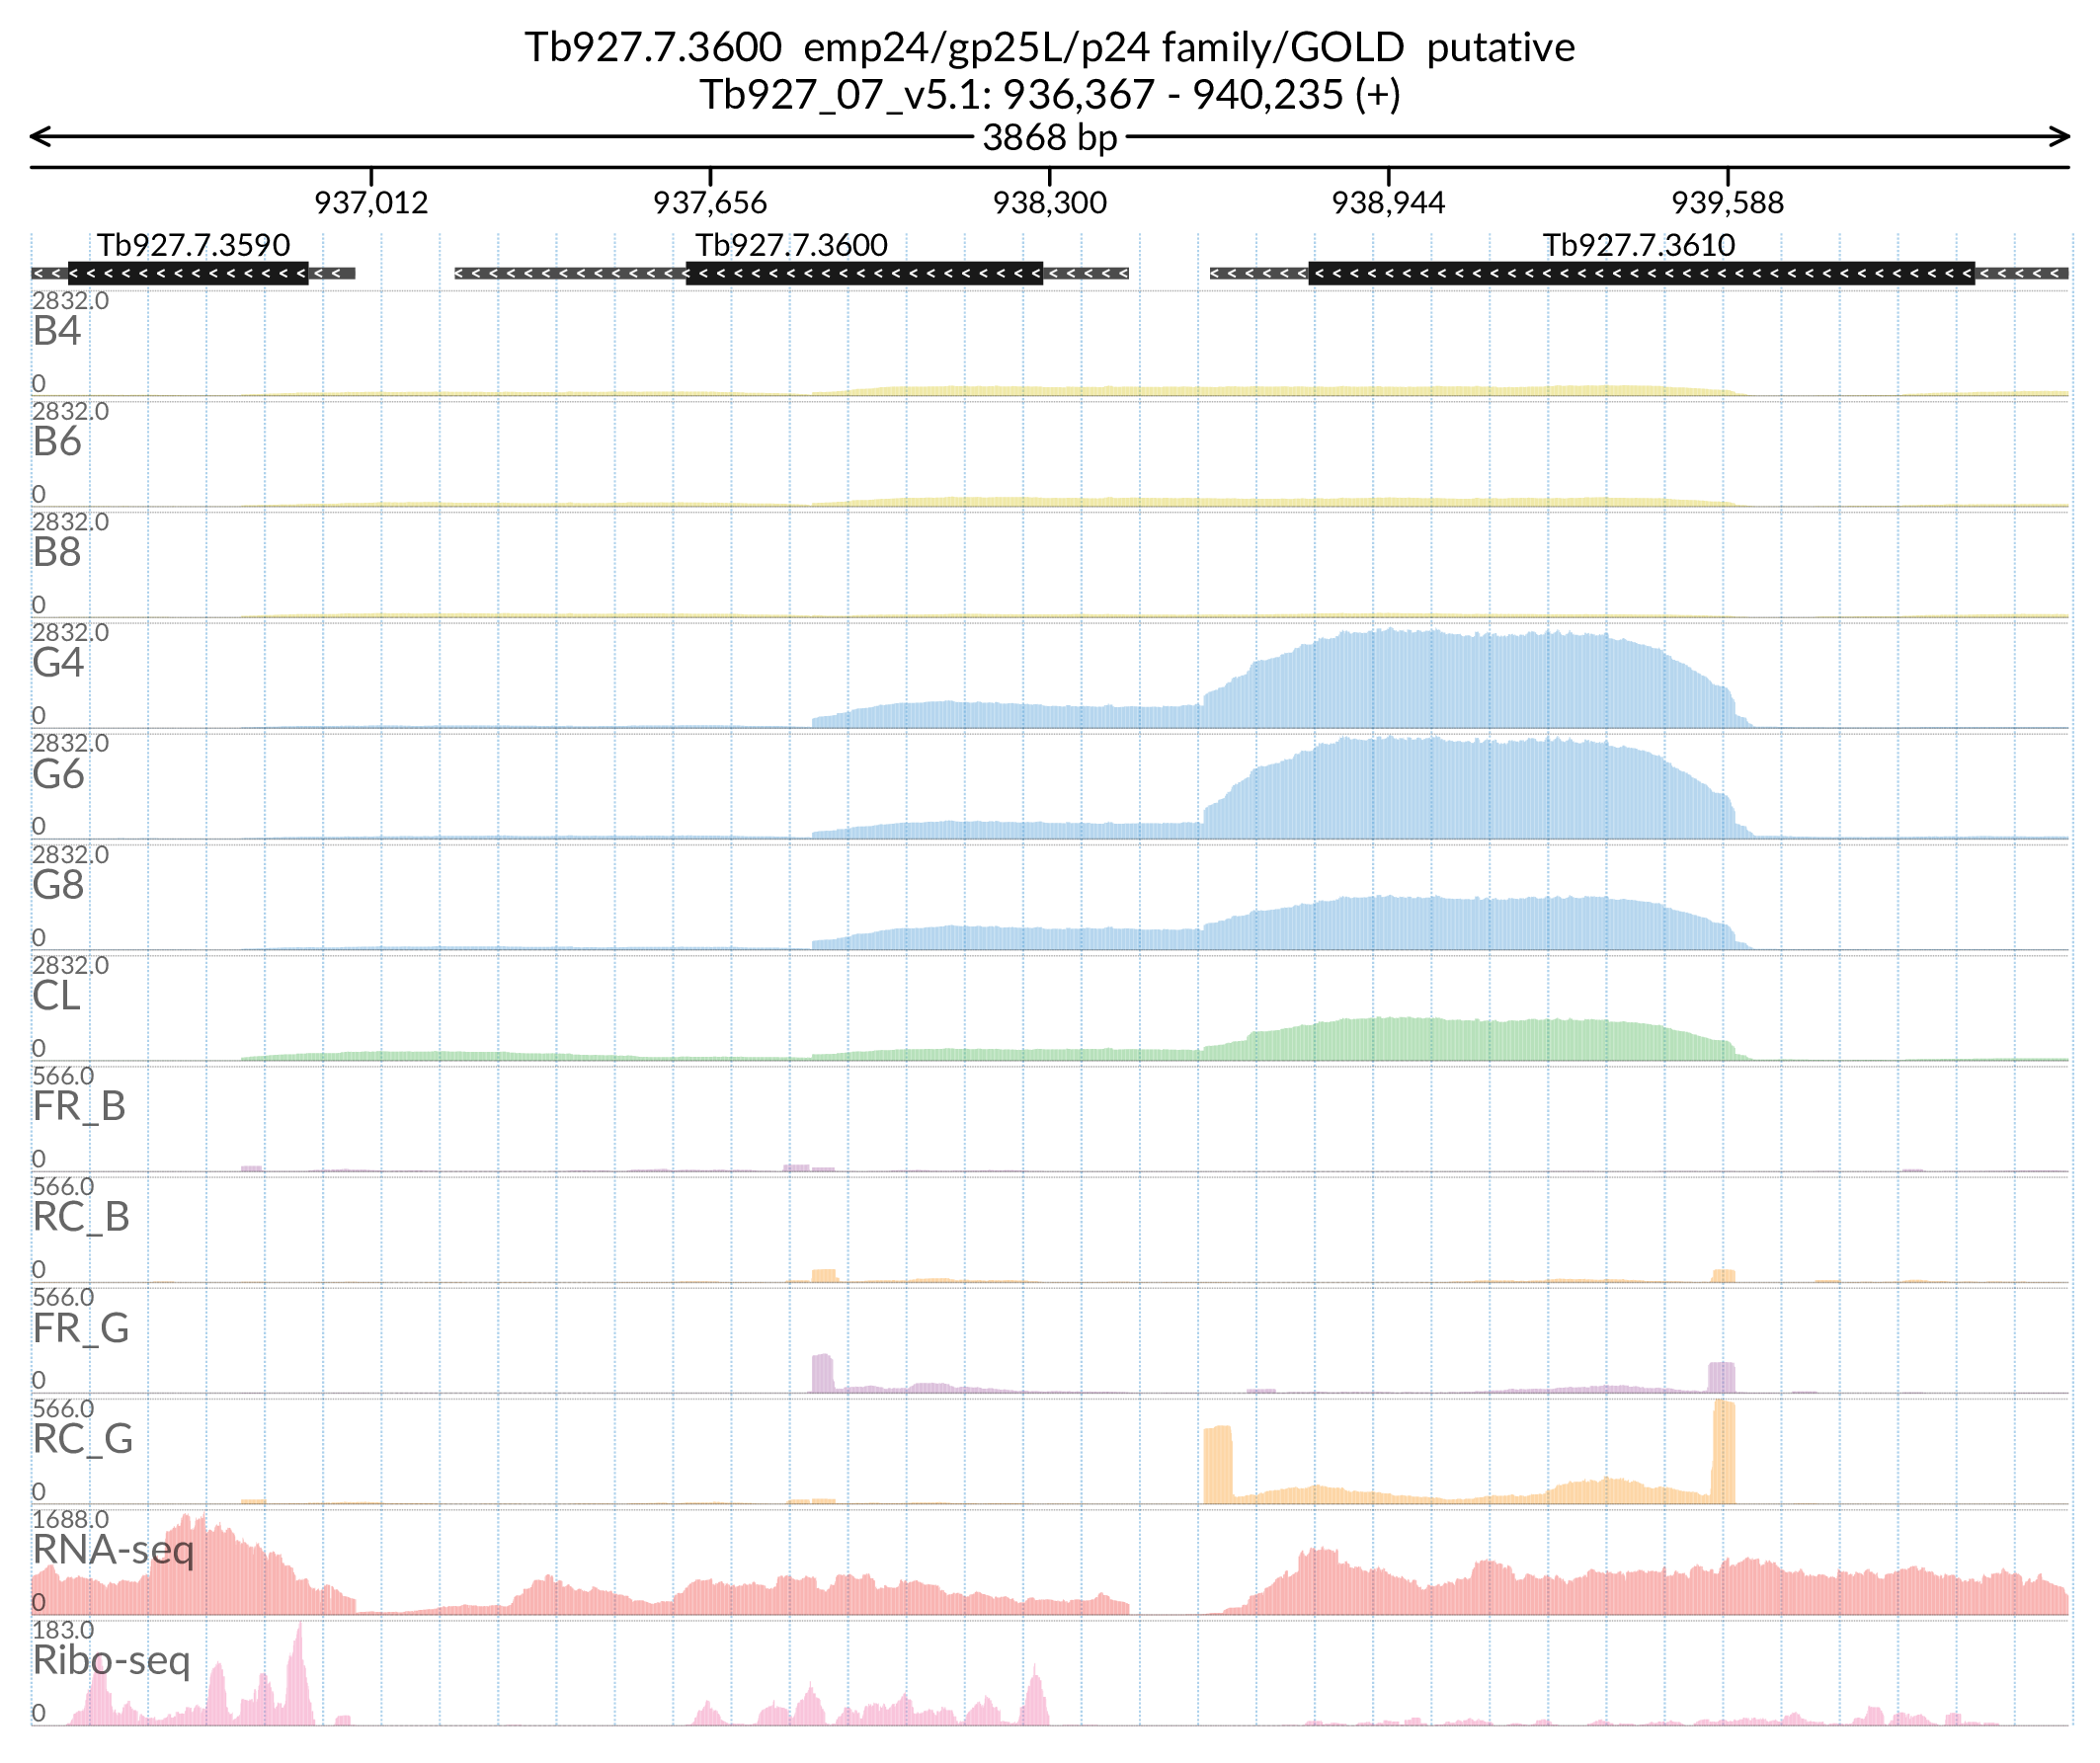 Tb927.7.3600 emp24/gp25L/p24 family/GOLD putative
Tb927_07_v5.1: 936,367 - 940,235 (+)
3868 bp
937,012 937,656 938,300 938,944 939,588
Tb927.7.3590 Tb927.7.3600 Tb927.7.3610
2832.0
B4
0
2832.0
B6
0
2832.0
B8
0
2832.0
G4
0
2832.0
G6
0
2832.0
G8
0
2832.0
CL
0
566.0
FR_B
0
566.0
RC_B
0
566.0
FR_G
0
566.0
RC_G
0
1688.0
RNA-seq
0
183.0
Ribo-seq
0